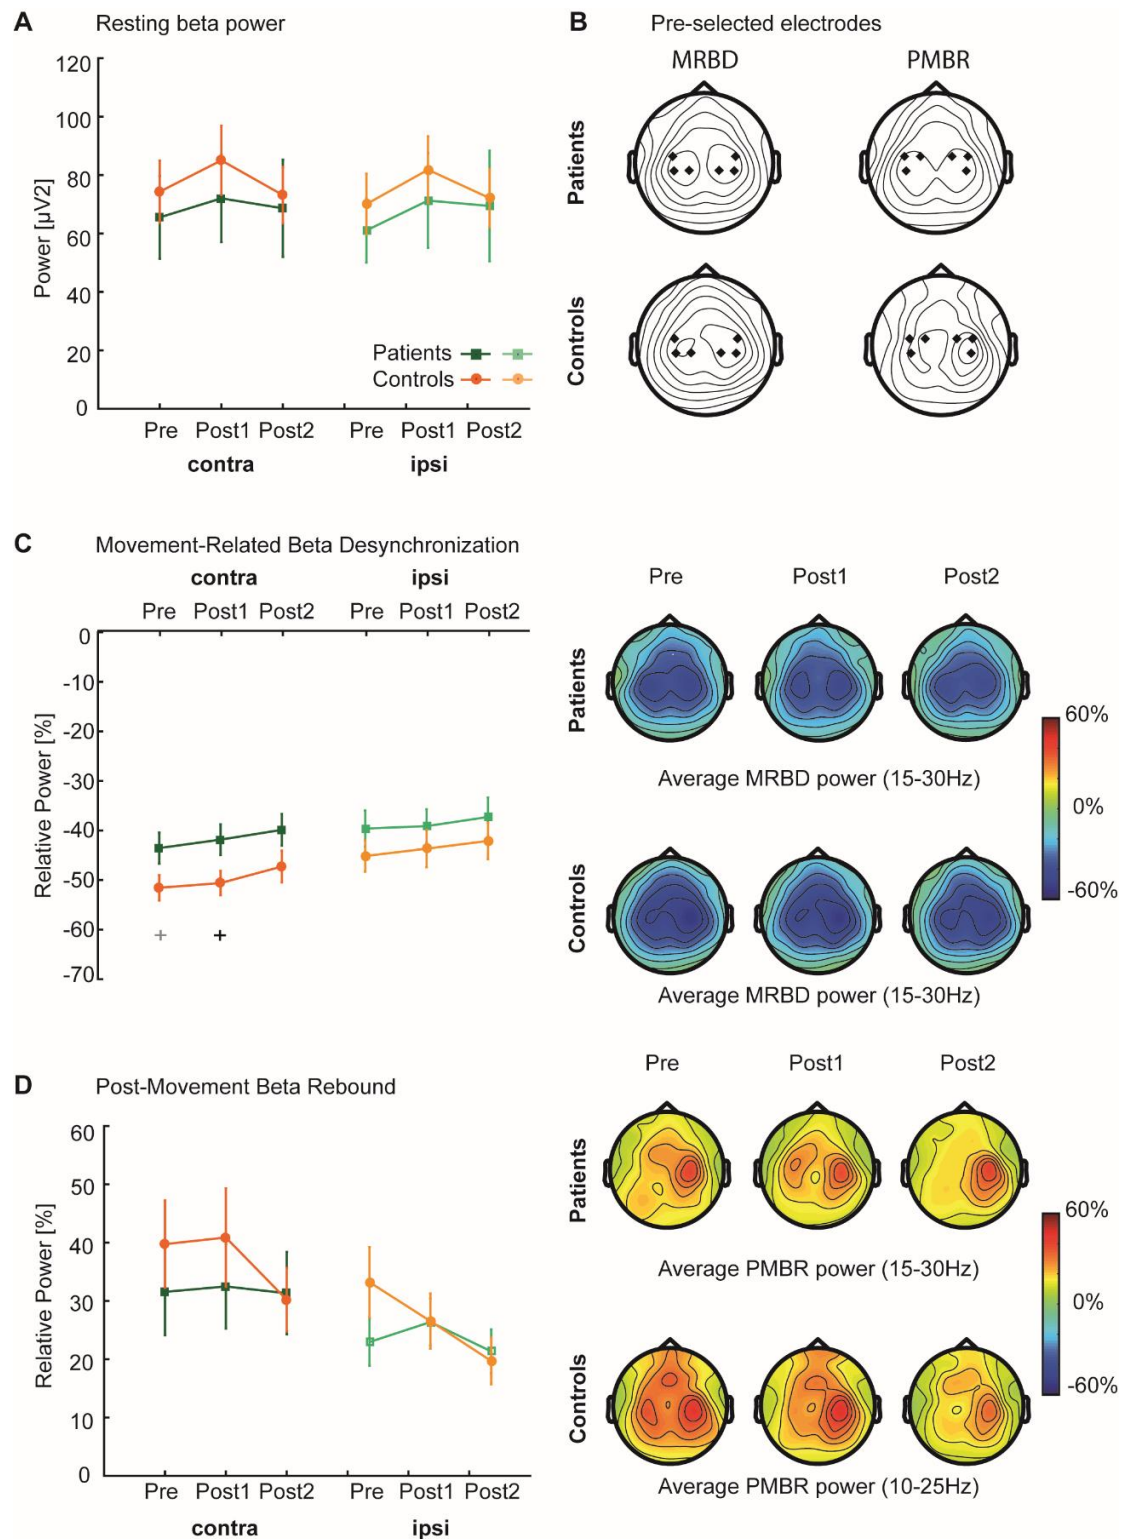 A Resting beta power
120
100
80
60
40
20
0
Power [µV2]
Patients
Controls
Pre Post1 Post2 Pre Post1 Post2
contra ipsi
B Pre-selected electrodes
MRBD PMBR
Patients
Controls
C Movement-Related Beta Desynchronization
contra ipsi
Pre Post1 Post2 Pre Post1 Post2
0
-10
-20
-30
-40
-50
-60
-70
Relative Power [%]
+ +
Pre Post1 Post2
Patients
Average MRBD power (15-30Hz)
Controls
Average MRBD power (15-30Hz)
60%
0%
-60%
D Post-Movement Beta Rebound
60
50
40
30
20
10
0
Relative Power [%]
Pre Post1 Post2 Pre Post1 Post2
contra ipsi
Pre Post1 Post2
Patients
Average PMBR power (15-30Hz)
Controls
Average PMBR power (10-25Hz)
60%
0%
-60%